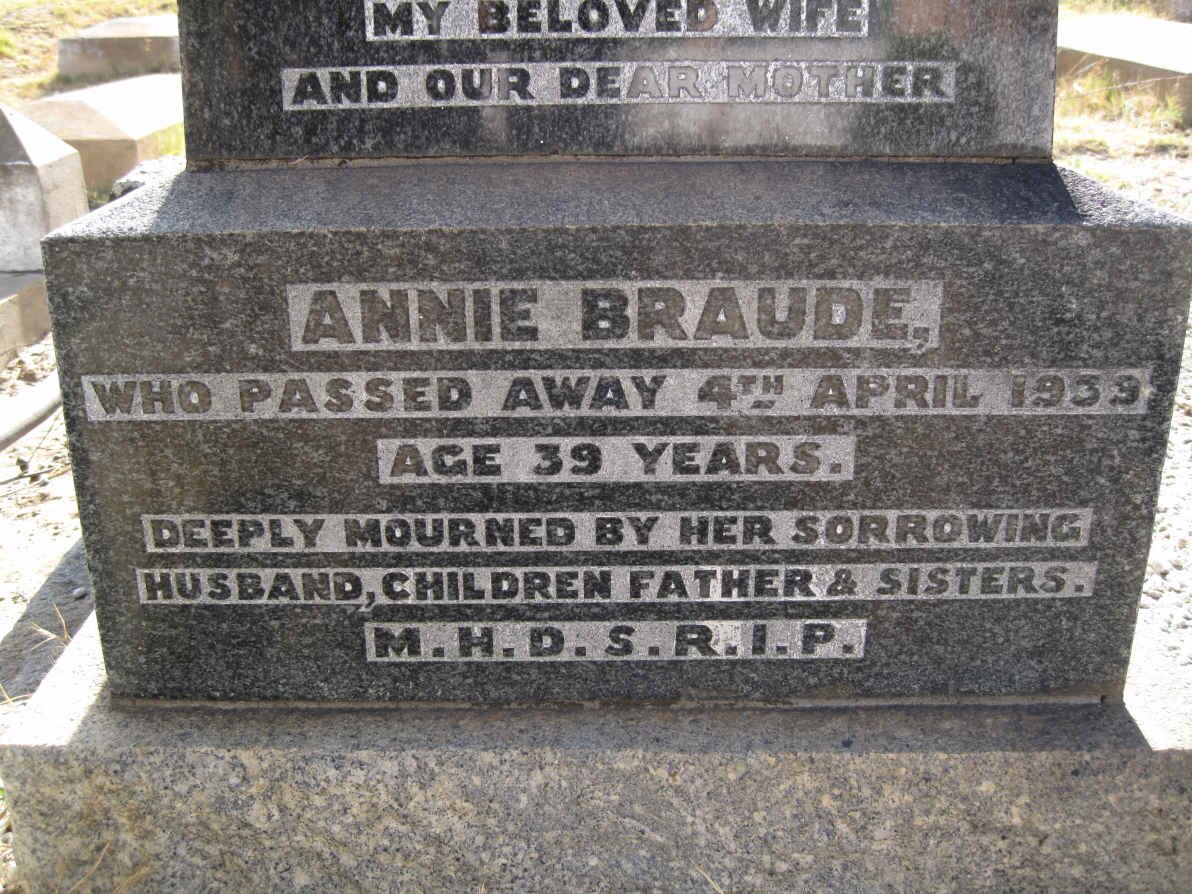 MY BELOVED WIFE
AND OUR DEAR MOTHER
ANNIE BRAUDE,
WHO PASSED AWAY 4TH APRIL 1939
AGE 39 YEARS.
DEEPLY MOURNED BY HER SORROWING
HUSBAND, CHILDREN FATHER & SISTERS.
M.H.D.S.R.I.P.